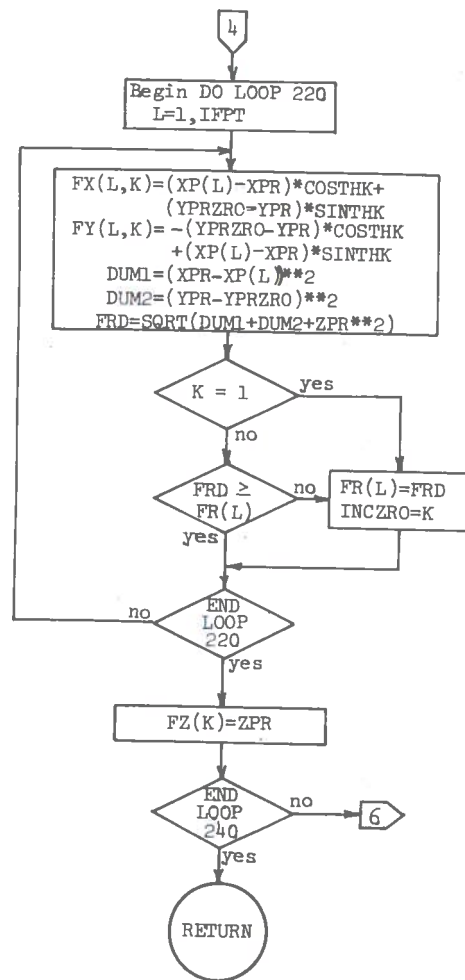 4
Begin DO LOOP 220
L=1,IFPT
FX(L,K)=(XP(L)-XPR)*COSTHK+
(YPRZRO-YPR)*SINTHK
FY(L,K)=-(YPRZRO-YPR)*COSTHK
+(XP(L)-XPR)*SINTHK
DUM1=(XPR-XP(L))**2
DUM2=(YPR-YPRZRO)**2
FRD=SQRT(DUM1+DUM2+ZPR**2)
K = 1
yes
no
FRD ≥
FR(L)
no
yes
FR(L)=FRD
INCZRO=K
END
LOOP
220
no
yes
FZ(K)=ZPR
END
LOOP
240
no
6
yes
RETURN